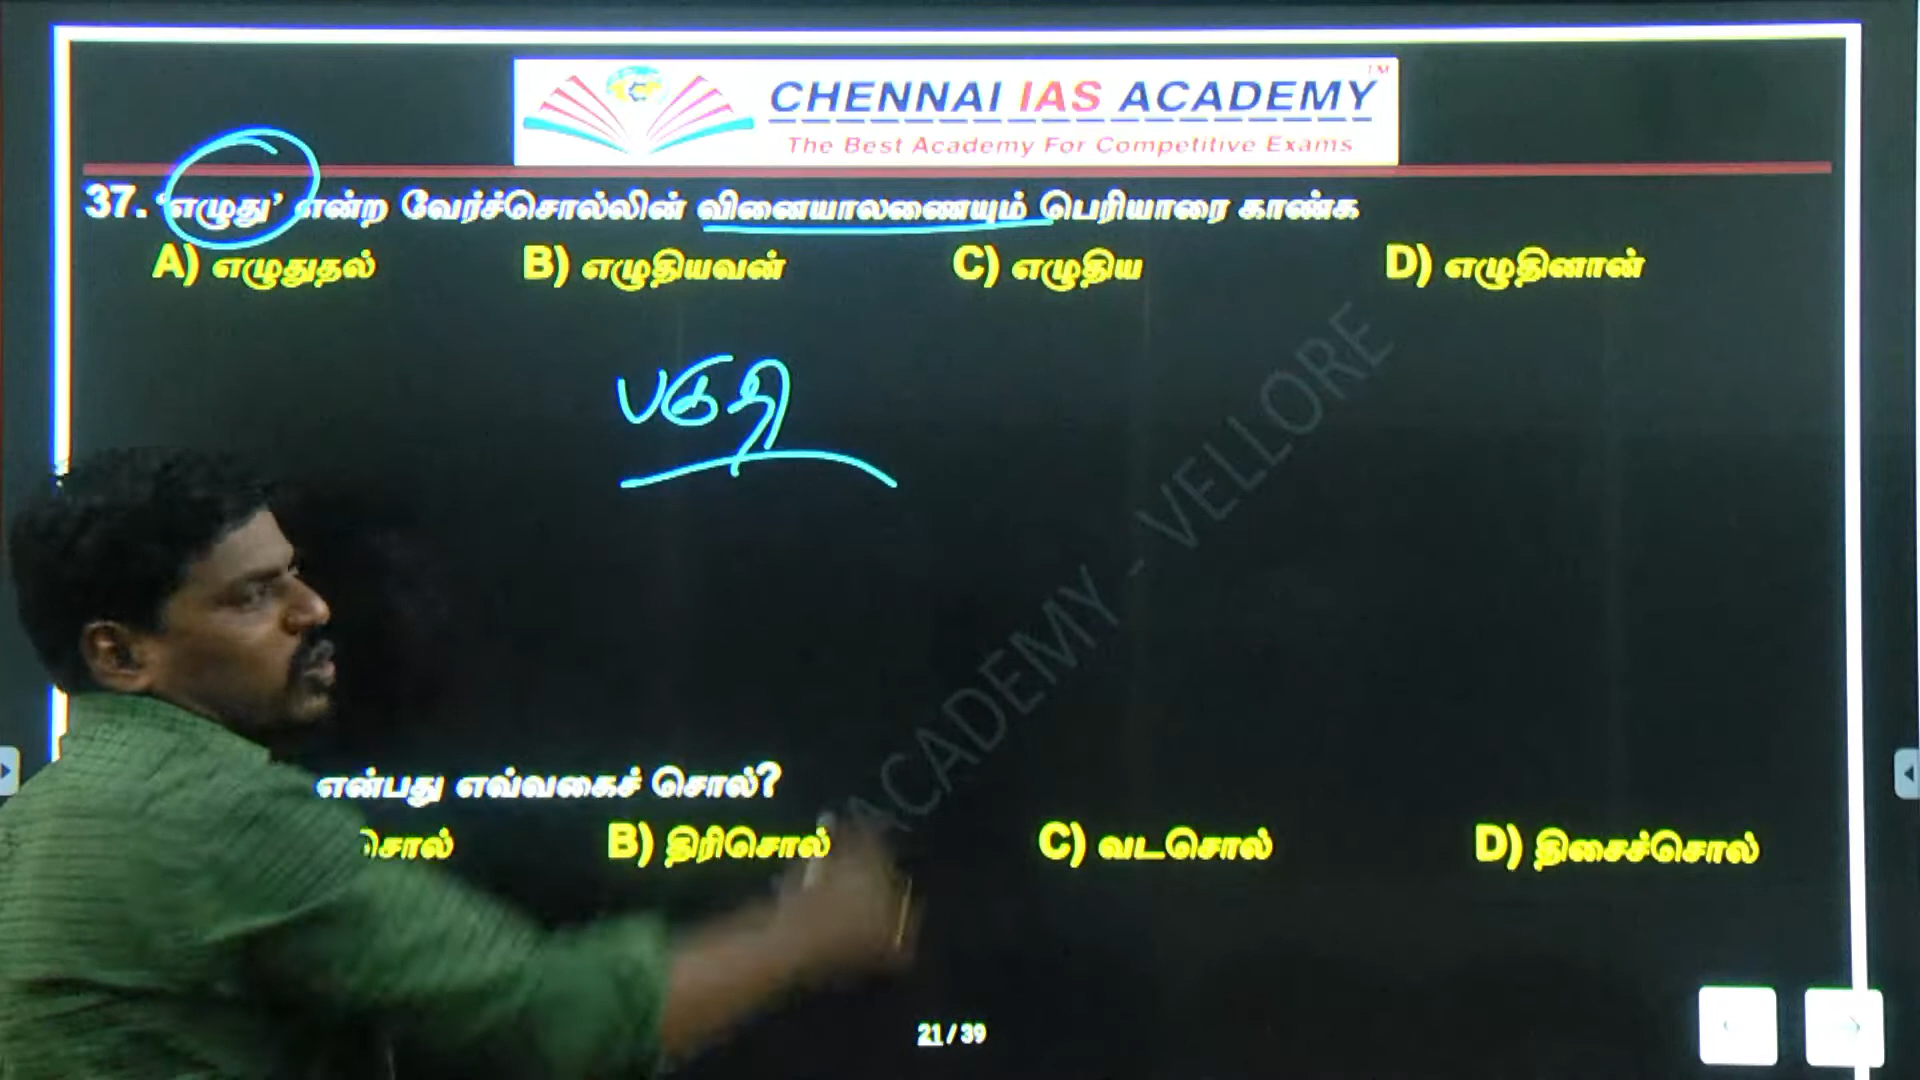 CHENNAI IAS ACADEMY TM
The Best Academy For Competitive Exams
37. 'எழுது' என்ற வேர்ச்சொல்லின் வினையாலணையும் பெரியாரை காண்க
A) எழுதுதல் B) எழுதியவன் C) எழுதிய D) எழுதினான்
பகுதி
என்பது எவ்வகைச் சொல்?
B) திரிசொல் C) வடசொல் D) திசைச்சொல்
ACADEMY - VELLORE
21 / 39